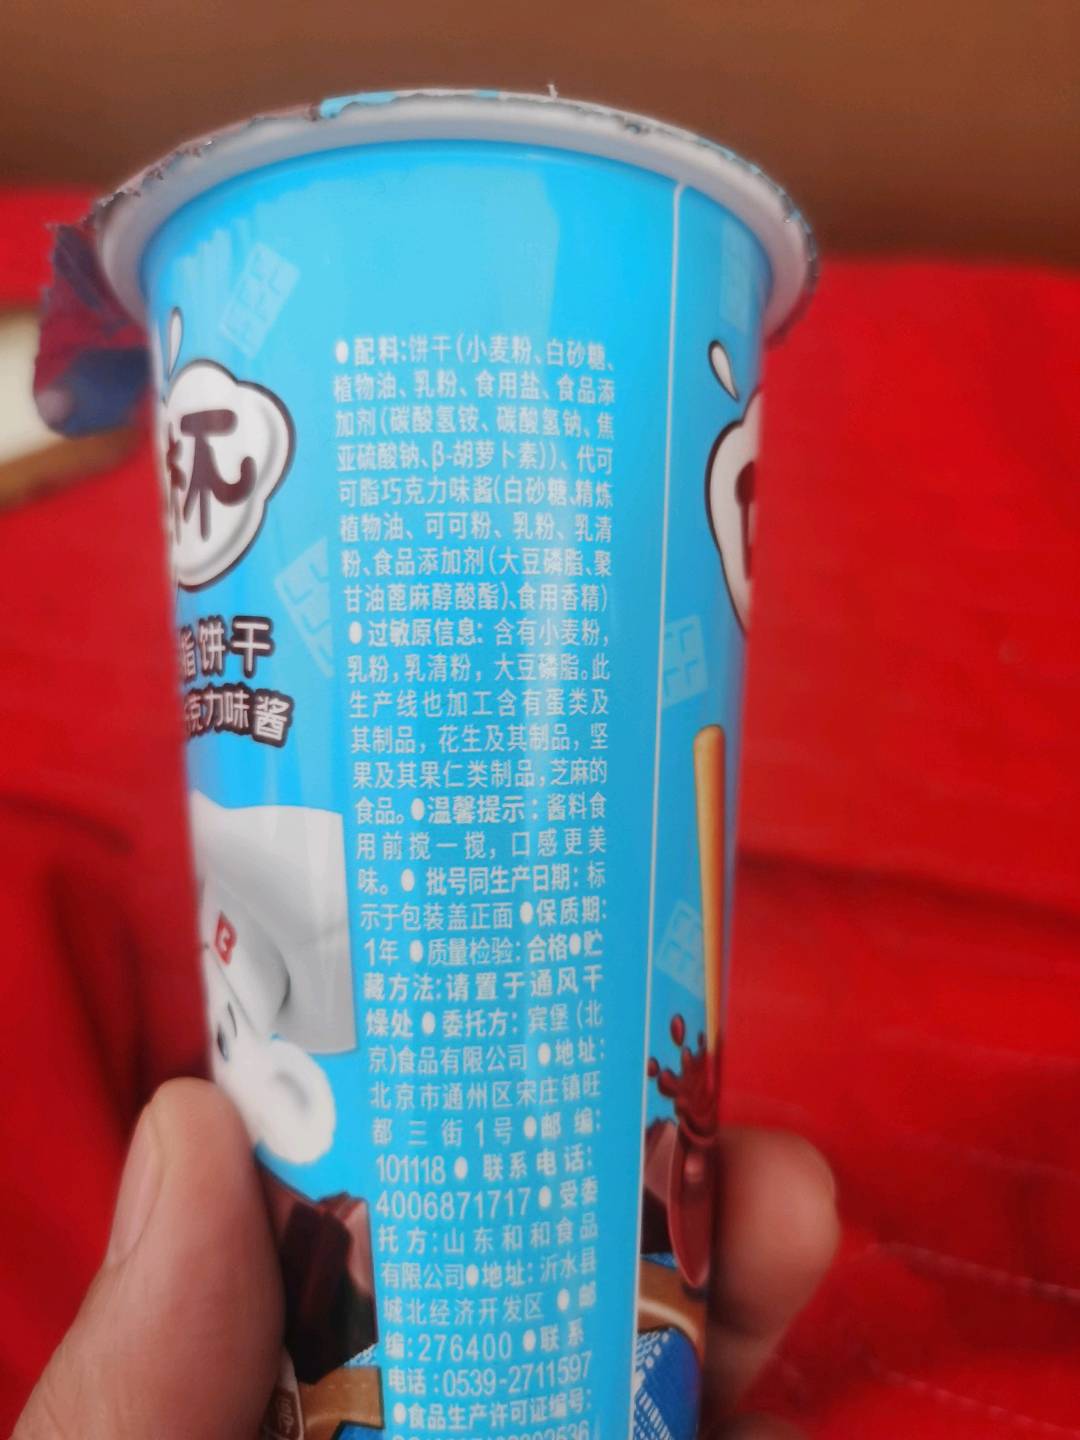 杯
脂饼干
克力味酱
●配料:饼干(小麦粉、白砂糖、
植物油、乳粉、食用盐、食品添
加剂(碳酸氢铵、碳酸氢钠、焦
亚硫酸钠、β-胡萝卜素))、代可
可脂巧克力味酱(白砂糖、精炼
植物油、可可粉、乳粉、乳清
粉、食品添加剂(大豆磷脂、聚
甘油蓖麻醇酸酯)、食用香精)
●过敏原信息:含有小麦粉,
乳粉,乳清粉,大豆磷脂。此
生产线也加工含有蛋类及
其制品,花生及其制品,坚
果及其果仁类制品,芝麻的
食品。●温馨提示:酱料食
用前搅一搅,口感更美
味。●批号同生产日期:标
示于包装盖正面●保质期:
1年●质量检验:合格●贮
藏方法:请置于通风干
燥处●委托方:宾堡(北
京)食品有限公司●地址:
北京市通州区宋庄镇旺
都三街1号●邮编:
101118●联系电话:
4006871717●受委
托方:山东和和食品
有限公司●地址:沂水县
城北经济开发区●邮
编:276400●联系
电话:0539-2711597
●食品生产许可证编号: